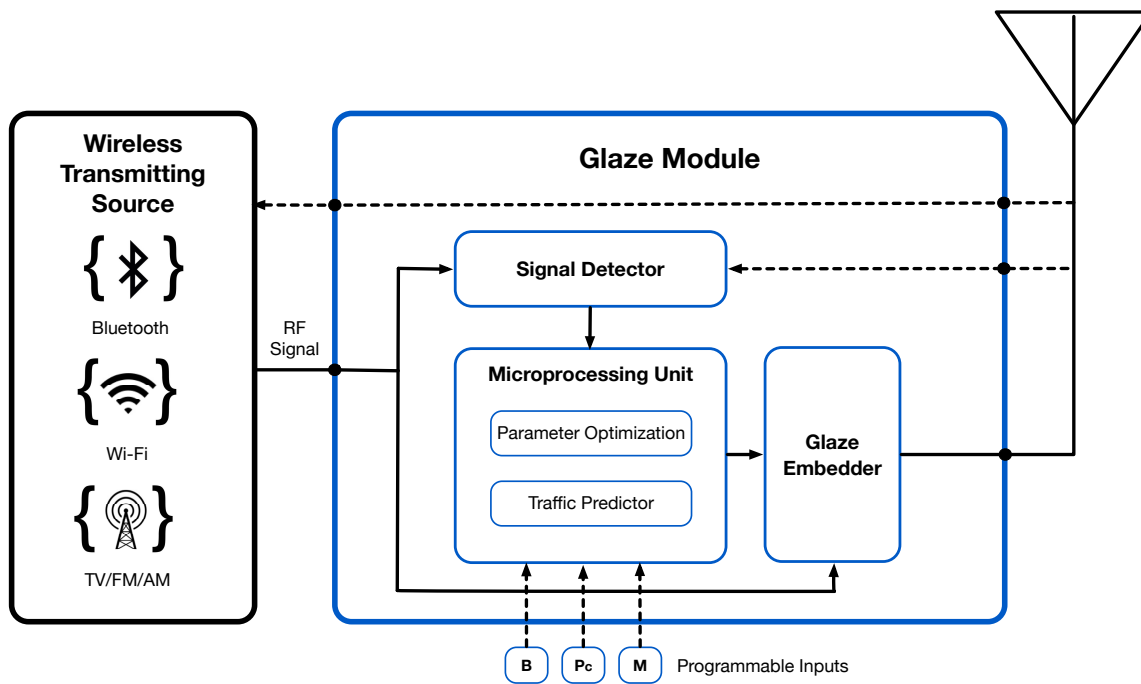 Wireless
Transmitting
Source
Bluetooth
Wi-Fi
TV/FM/AM
RF
Signal
Glaze Module
Signal Detector
Microprocessing Unit
Parameter Optimization
Traffic Predictor
Glaze
Embedder
B
Pc
M
Programmable Inputs